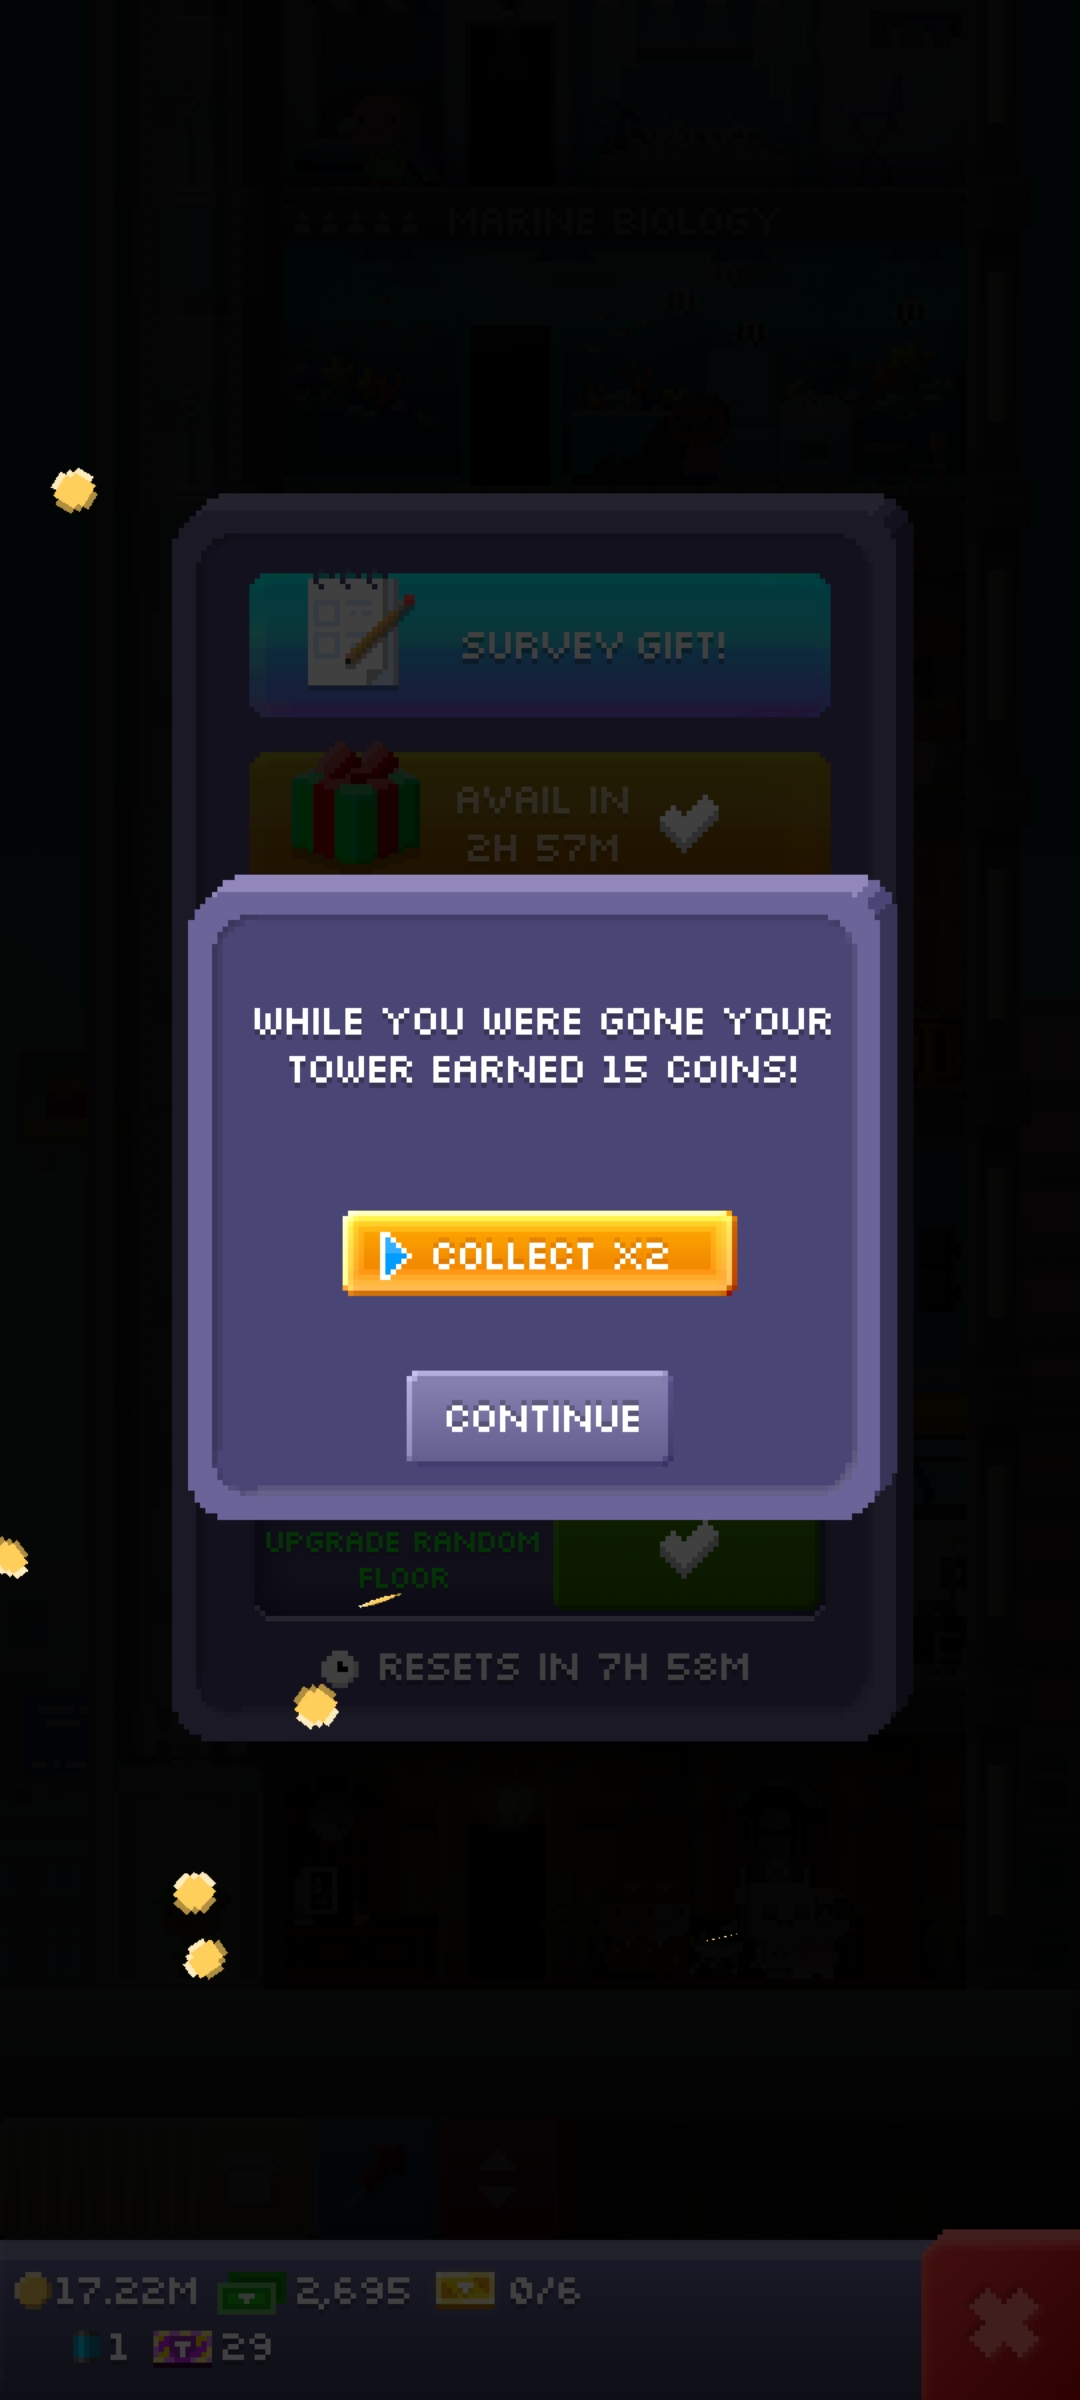 MARINE BIOLOGY
SURVEY GIFT!
AVAIL IN
2H 57M
WHILE YOU WERE GONE YOUR
TOWER EARNED 15 COINS!
COLLECT X2
CONTINUE
UPGRADE RANDOM
FLOOR
RESETS IN 7H 58M
17.22M 2,695 0/6
1 29